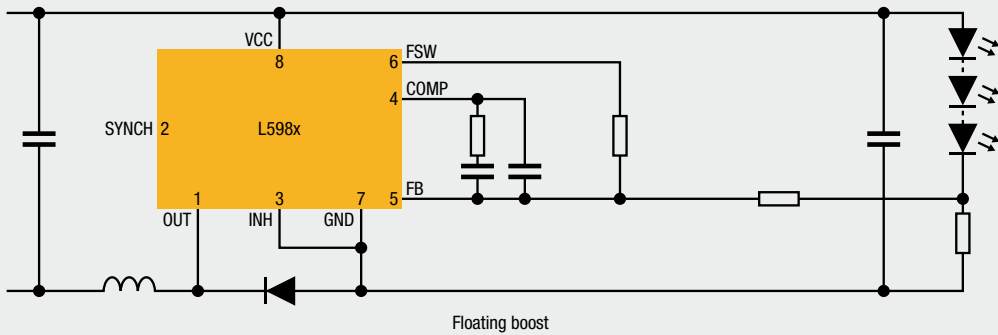 VCC
8
6 FSW
4 COMP
SYNCH 2
L598x
1
3
7
5 FB
OUT
INH
GND
Floating boost